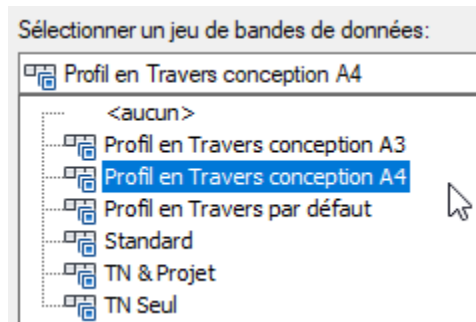 Sélectionner un jeu de bandes de données:
Profil en Travers conception A4
<aucun>
Profil en Travers conception A3
Profil en Travers conception A4
Profil en Travers par défaut
Standard
TN & Projet
TN Seul